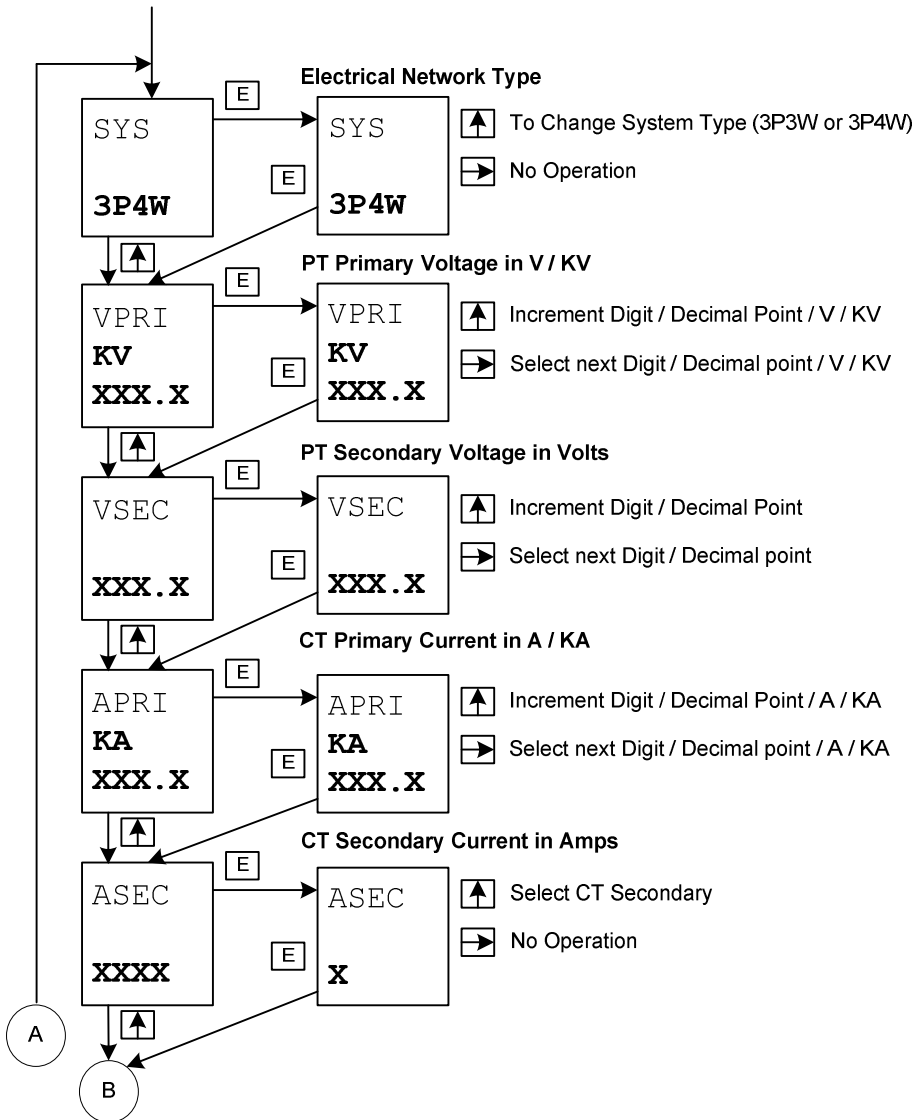 Electrical Network Type
E
SYS
3P4W
SYS
3P4W
To Change System Type (3P3W or 3P4W)
No Operation
E
PT Primary Voltage in V / KV
E
VPRI
KV
XXX.X
VPRI
KV
XXX.X
Increment Digit / Decimal Point / V / KV
Select next Digit / Decimal point / V / KV
E
PT Secondary Voltage in Volts
E
VSEC
XXX.X
VSEC
XXX.X
Increment Digit / Decimal Point
Select next Digit / Decimal point
E
CT Primary Current in A / KA
E
APRI
KA
XXX.X
APRI
KA
XXX.X
Increment Digit / Decimal Point / A / KA
Select next Digit / Decimal point / A / KA
E
CT Secondary Current in Amps
E
ASEC
XXXX
ASEC
X
Select CT Secondary
No Operation
E
A
B